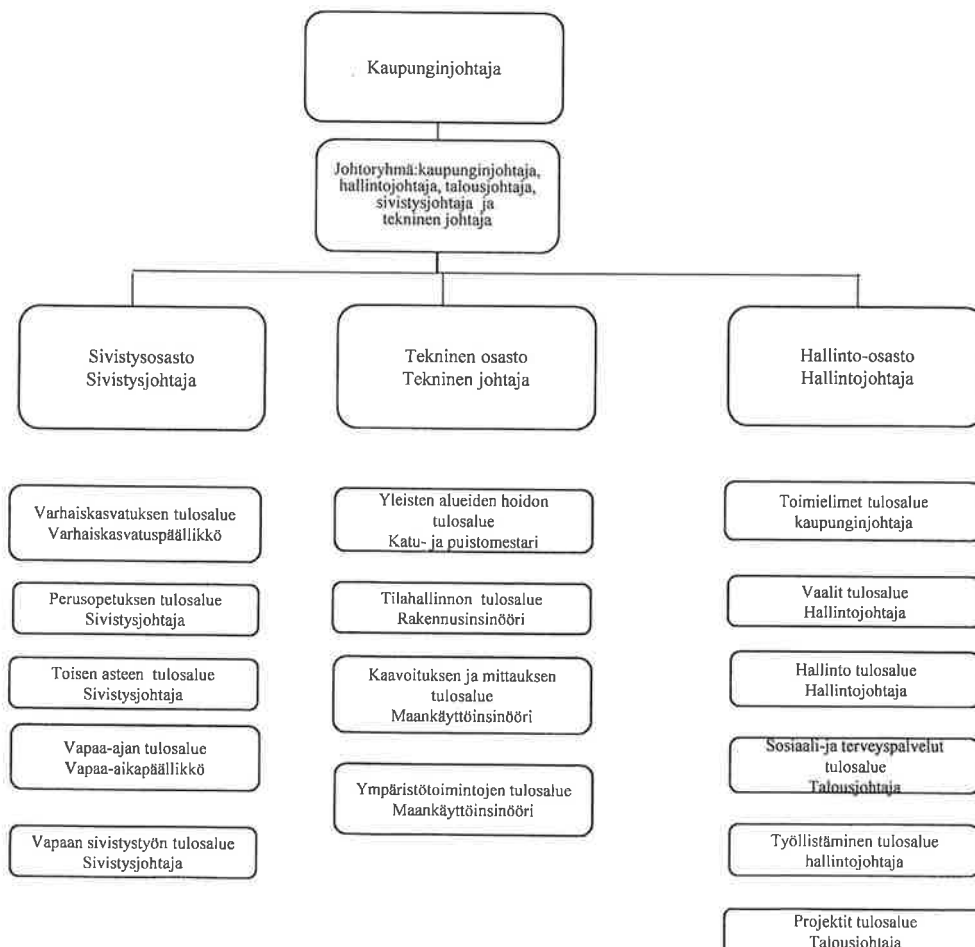 Kaupunginjohtaja
Johtoryhmä:kaupunginjohtaja,
hallintojohtaja, talousjohtaja,
sivistysjohtaja ja
tekninen johtaja
Sivistysosasto
Sivistysjohtaja
Tekninen osasto
Tekninen johtaja
Hallinto-osasto
Hallintojohtaja
Varhaiskasvatuksen tulosalue
Varhaiskasvatuspäällikkö
Perusopetuksen tulosalue
Sivistysjohtaja
Toisen asteen tulosalue
Sivistysjohtaja
Vapaa-ajan tulosalue
Vapaa-aikapäällikkö
Vapaan sivistystyön tulosalue
Sivistysjohtaja
Yleisten alueiden hoidon
tulosalue
Katu- ja puistomestari
Tilahallinnon tulosalue
Rakennusinsinööri
Kaavoituksen ja mittauksen
tulosalue
Maankäyttöinsinööri
Ympäristötoimintojen tulosalue
Maankäyttöinsinööri
Toimielimet tulosalue
kaupunginjohtaja
Vaalit tulosalue
Hallintojohtaja
Hallinto tulosalue
Hallintojohtaja
Sosiaali-ja terveyspalvelut
tulosalue
Talousjohtaja
Työllistäminen tulosalue
hallintojohtaja
Projektit tulosalue
Talousjohtaja